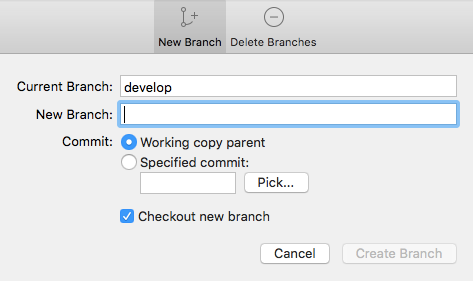 New Branch Delete Branches
Current Branch: develop
New Branch:
Commit: Working copy parent
Specified commit:
Pick...
Checkout new branch
Cancel Create Branch